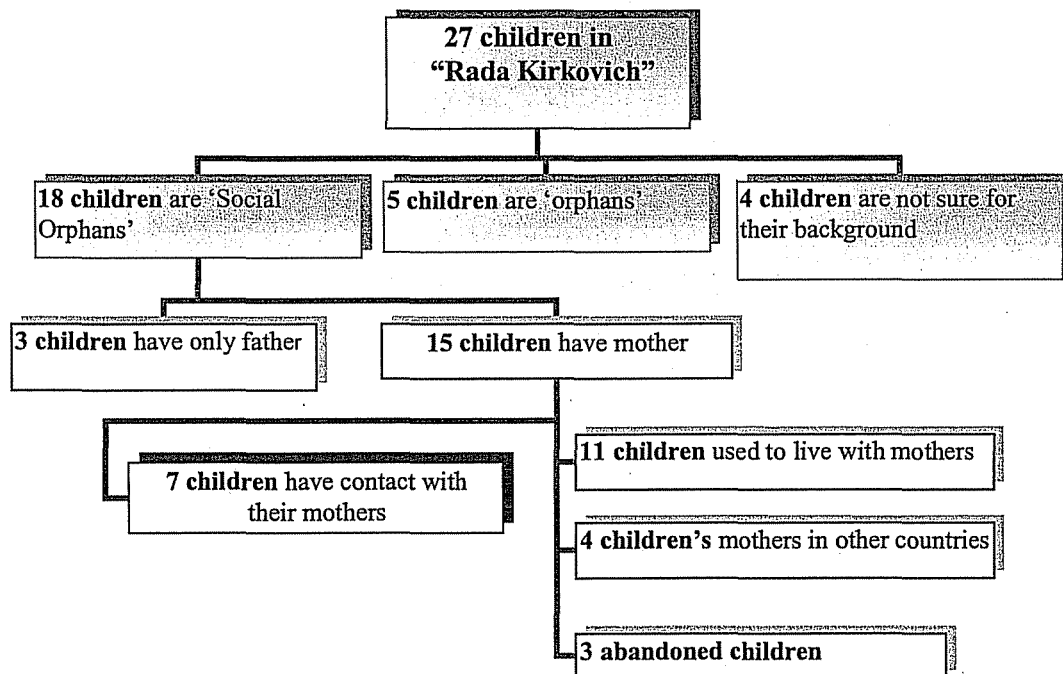 27 children in
“Rada Kirkovich”
18 children are ‘Social
Orphans’
5 children are ‘orphans’
4 children are not sure for
their background
3 children have only father
15 children have mother
7 children have contact with
their mothers
11 children used to live with mothers
4 children’s mothers in other countries
3 abandoned children